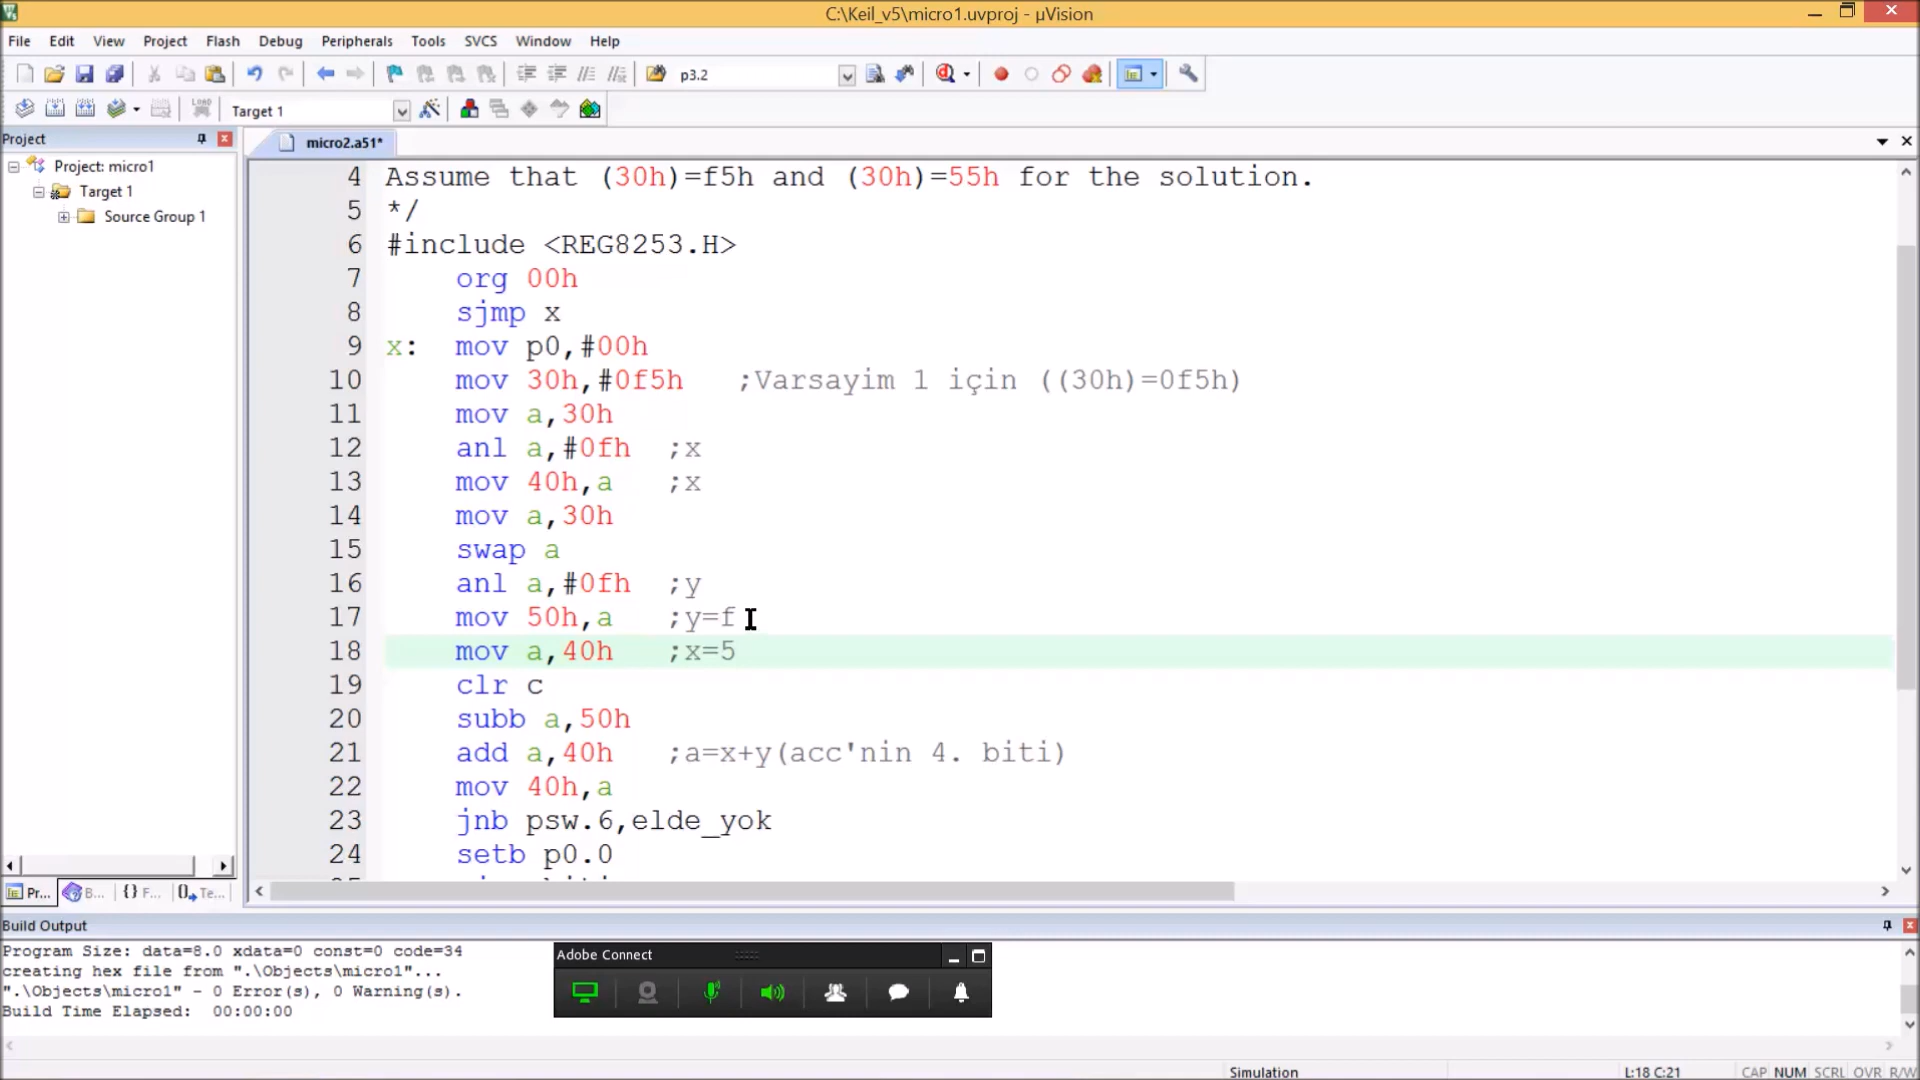 C:\Keil_v5\micro1.uvproj - µVision
File Edit View Project Flash Debug Peripherals Tools SVCS Window Help
p3.2
LOAD Target 1
Project
micro2.a51*
Project: micro1
Target 1
Source Group 1
4 Assume that (30h)=f5h and (30h)=55h for the solution.
5 */
6 #include <REG8253.H>
7 org 00h
8 sjmp x
9 x: mov p0,#00h
10 mov 30h,#0f5h ;Varsayim 1 için ((30h)=0f5h)
11 mov a,30h
12 anl a,#0fh ;x
13 mov 40h,a ;x
14 mov a,30h
15 swap a
16 anl a,#0fh ;y
17 mov 50h,a ;y=f
18 mov a,40h ;x=5
19 clr c
20 subb a,50h
21 add a,40h ;a=x+y(acc'nin 4. biti)
22 mov 40h,a
23 jnb psw.6,elde_yok
24 setb p0.0
Pr... B... {} F... 0 Te...
Build Output
Program Size: data=8.0 xdata=0 const=0 code=34
creating hex file from ".\Objects\micro1"...
".\Objects\micro1" - 0 Error(s), 0 Warning(s).
Build Time Elapsed: 00:00:00
Adobe Connect
Simulation L:18 C:21 CAP NUM SCRL OVR R/W